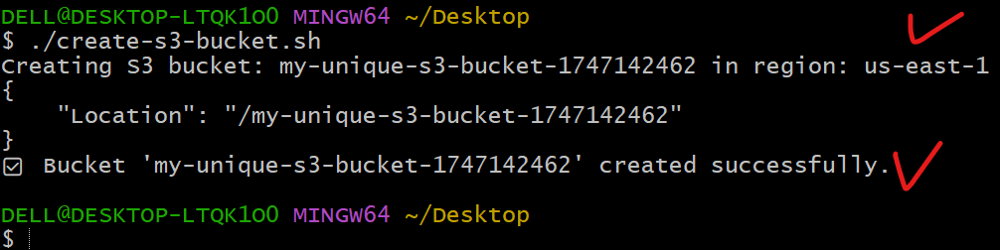 DELL@DESKTOP-LTQK1O0 MINGW64 ~/Desktop
$ ./create-s3-bucket.sh
Creating S3 bucket: my-unique-s3-bucket-1747142462 in region: us-east-1
{
    "Location": "/my-unique-s3-bucket-1747142462"
}
☑ Bucket 'my-unique-s3-bucket-1747142462' created successfully.
DELL@DESKTOP-LTQK1O0 MINGW64 ~/Desktop
$